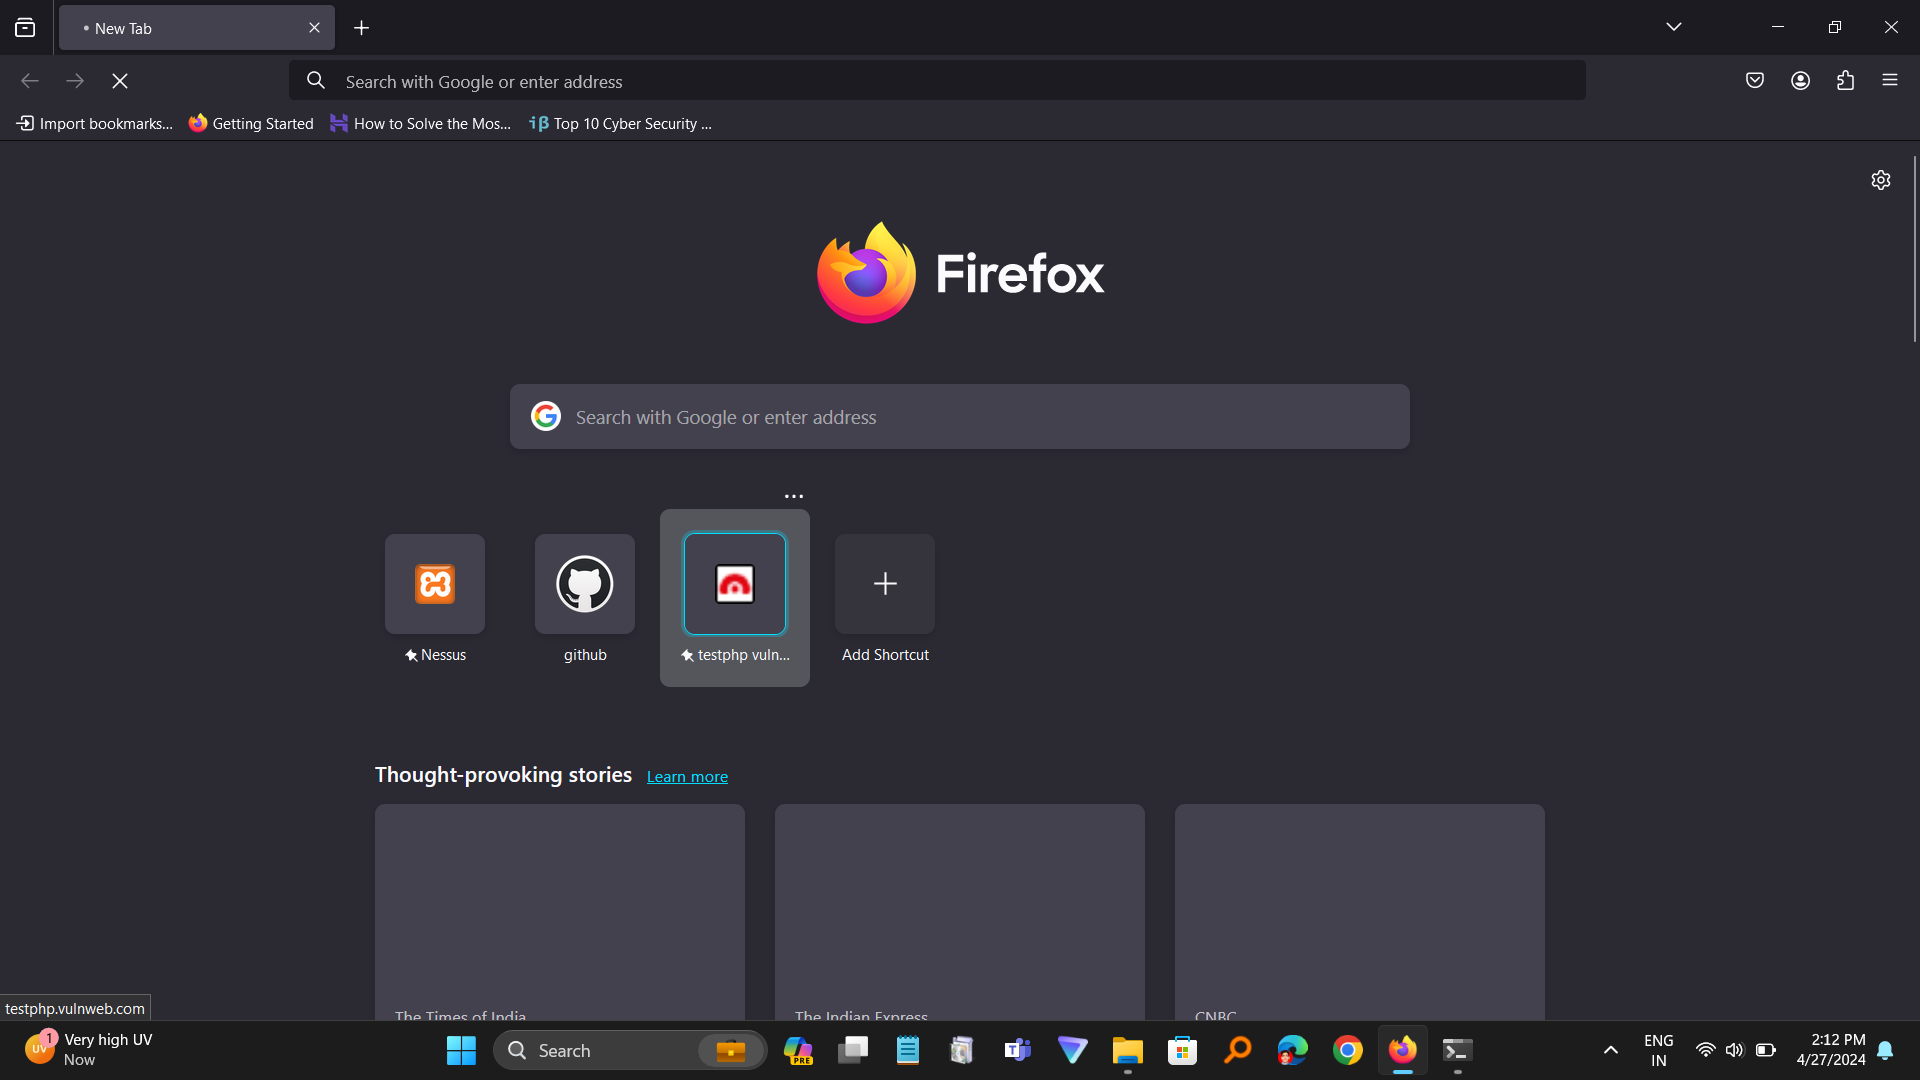 New Tab
Search with Google or enter address
Import bookmarks...
Getting Started
How to Solve the Mos...
iβ
Top 10 Cyber Security ...
Firefox
Search with Google or enter address
Nessus
github
testphp vuln...
Add Shortcut
Thought-provoking stories
Learn more
The Times of India
The Indian Express
CNBC
testphp.vulnweb.com
UV
1
Very high UV
Now
Search
PRE
ENG
IN
2:12 PM
4/27/2024